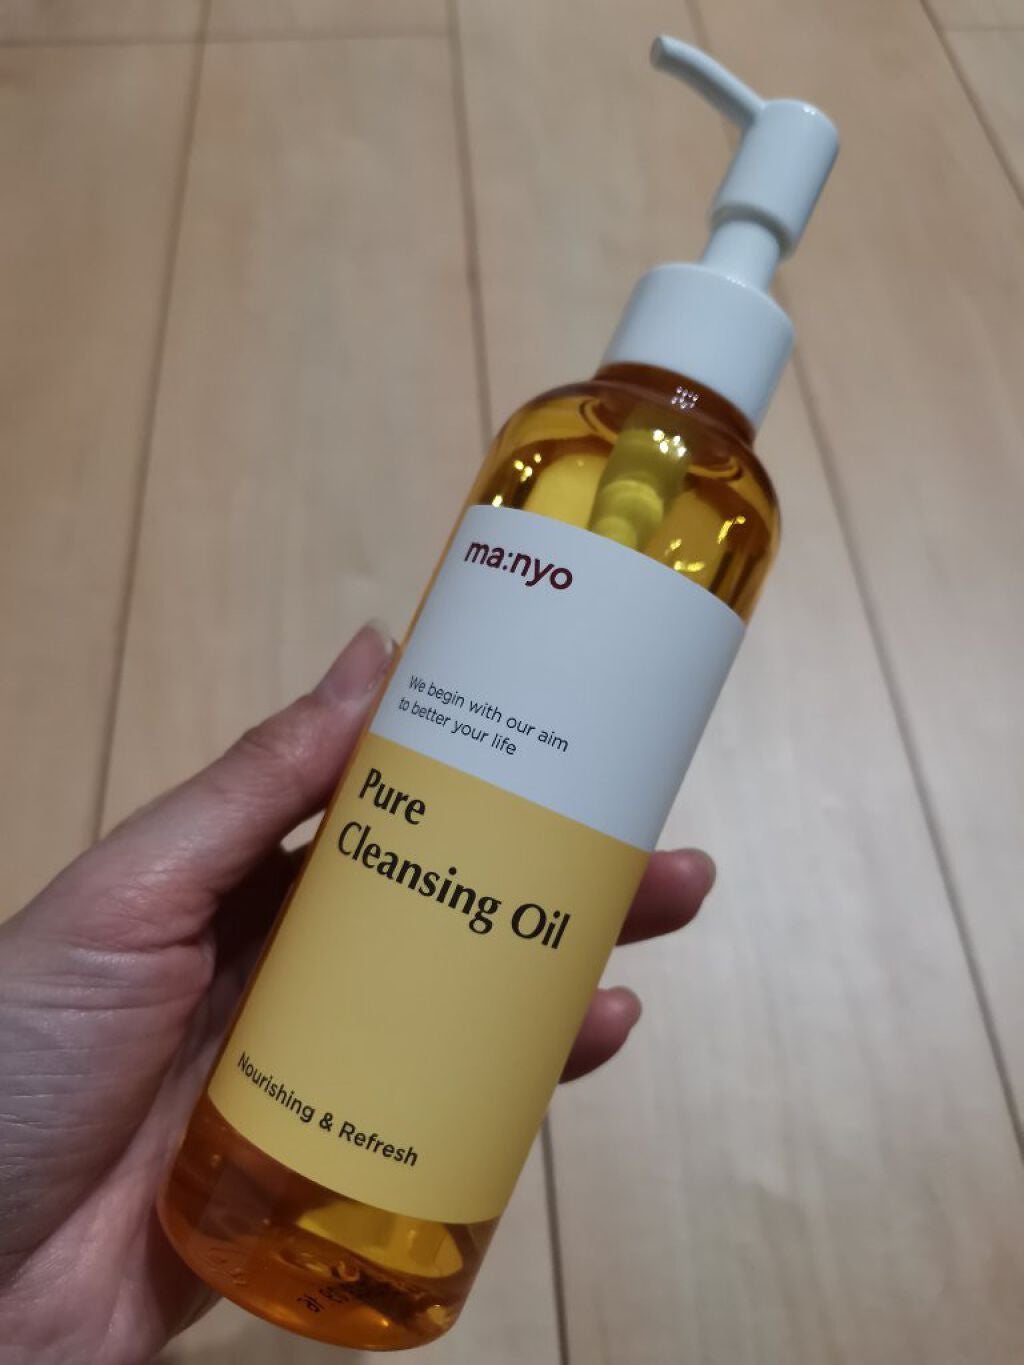 ma:nyo
We begin with our aim
to better your life
Pure
Cleansing Oil
Nourishing & Refresh